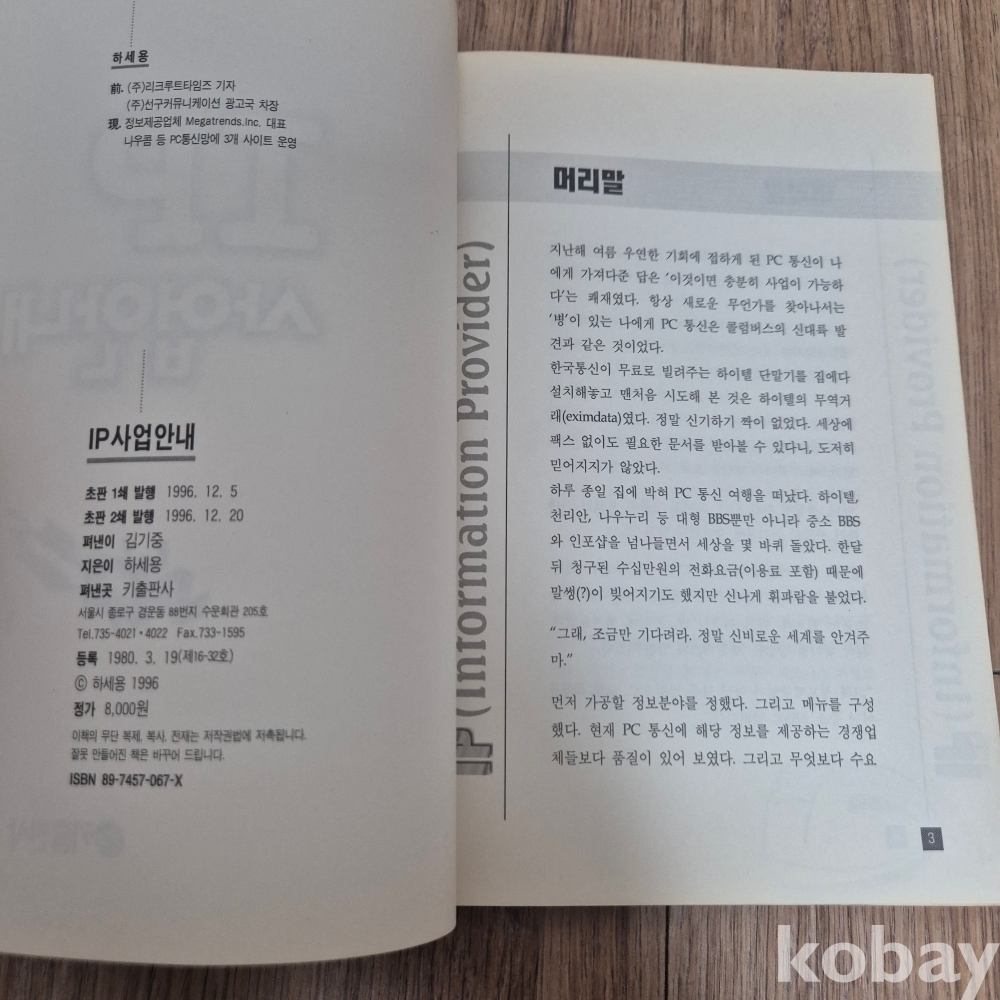 하세용
前. (주)리크루트타임즈 기자
(주)선구커뮤니케이션 광고국 차장
現. 정보제공업체 Megatrends.Inc. 대표
나우콤 등 PC통신망에 3개 사이트 운영
IP사업안내
초판 1쇄 발행 1996. 12. 5
초판 2쇄 발행 1996. 12. 20
펴낸이 김기중
지은이 하세용
펴낸곳 키출판사
서울시 종로구 경운동 88번지 수운회관 205호
Tel.735-4021・4022 Fax.733-1595
등록 1980. 3. 19(제16-32호)
ⓒ 하세용 1996
정가 8,000원
이책의 무단 복제, 복사, 전재는 저작권법에 저촉됩니다.
잘못 만들어진 책은 바꾸어 드립니다.
ISBN 89-7457-067-X
IP (Information Provider)
머리말
지난해 여름 우연한 기회에 접하게 된 PC 통신이 나
에게 가져다준 답은 ‘이것이면 충분히 사업이 가능하
다’는 쾌재였다. 항상 새로운 무언가를 찾아나서는
‘병’이 있는 나에게 PC 통신은 콜럼버스의 신대륙 발
견과 같은 것이었다.
한국통신이 무료로 빌려주는 하이텔 단말기를 집에다
설치해놓고 맨처음 시도해 본 것은 하이텔의 무역거
래(eximdata)였다. 정말 신기하기 짝이 없었다. 세상에
팩스 없이도 필요한 문서를 받아볼 수 있다니, 도저히
믿어지지가 않았다.
하루 종일 집에 박혀 PC 통신 여행을 떠났다. 하이텔,
천리안, 나우누리 등 대형 BBS뿐만 아니라 중소 BBS
와 인포샵을 넘나들면서 세상을 몇 바퀴 돌았다. 한달
뒤 청구된 수십만원의 전화요금(이용료 포함) 때문에
말썽(?)이 빚어지기도 했지만 신나게 휘파람을 불었다.
“그래, 조금만 기다려라. 정말 신비로운 세계를 안겨주
마.”
먼저 가공할 정보분야를 정했다. 그리고 메뉴를 구성
했다. 현재 PC 통신에 해당 정보를 제공하는 경쟁업
체들보다 품질이 있어 보였다. 그리고 무엇보다 수요
3
kobay